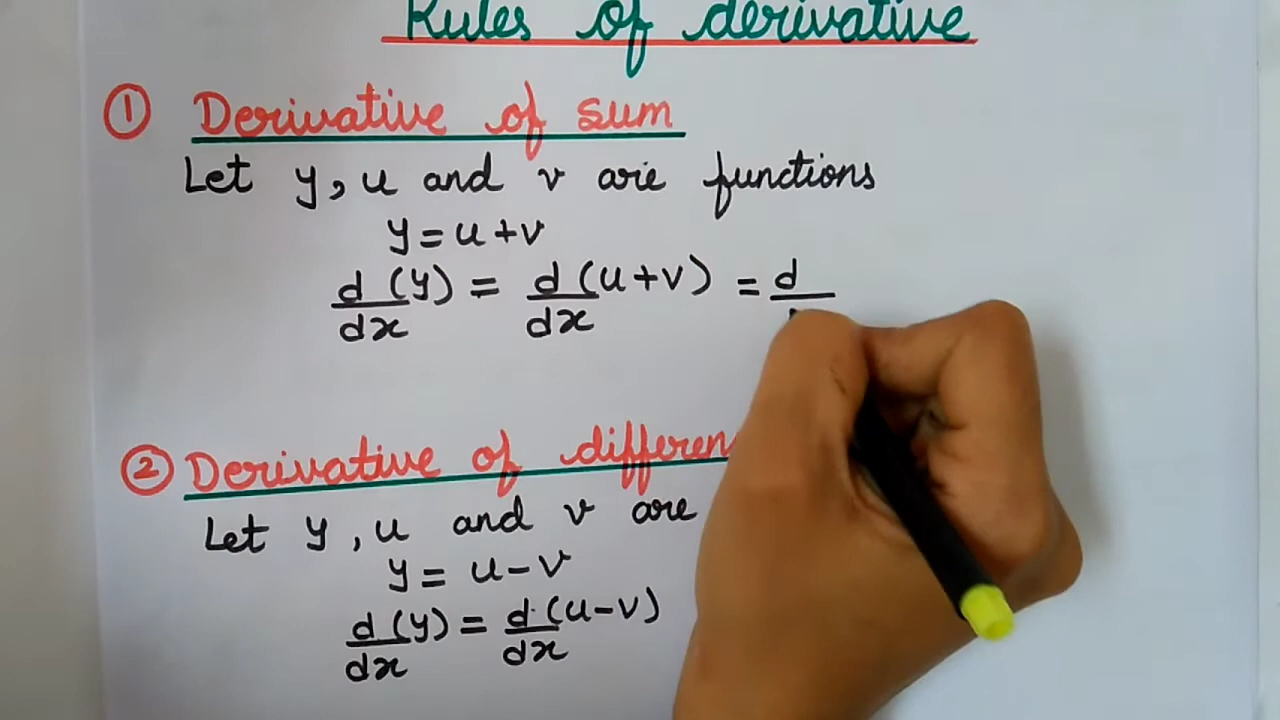 Rules of derivative
① Derivative of sum
Let y, u and v are functions
y = u + v
d/dx (y) = d/dx (u + v) = d
② Derivative of differen
Let y, u and v are
y = u - v
d/dx (y) = d/dx (u - v)